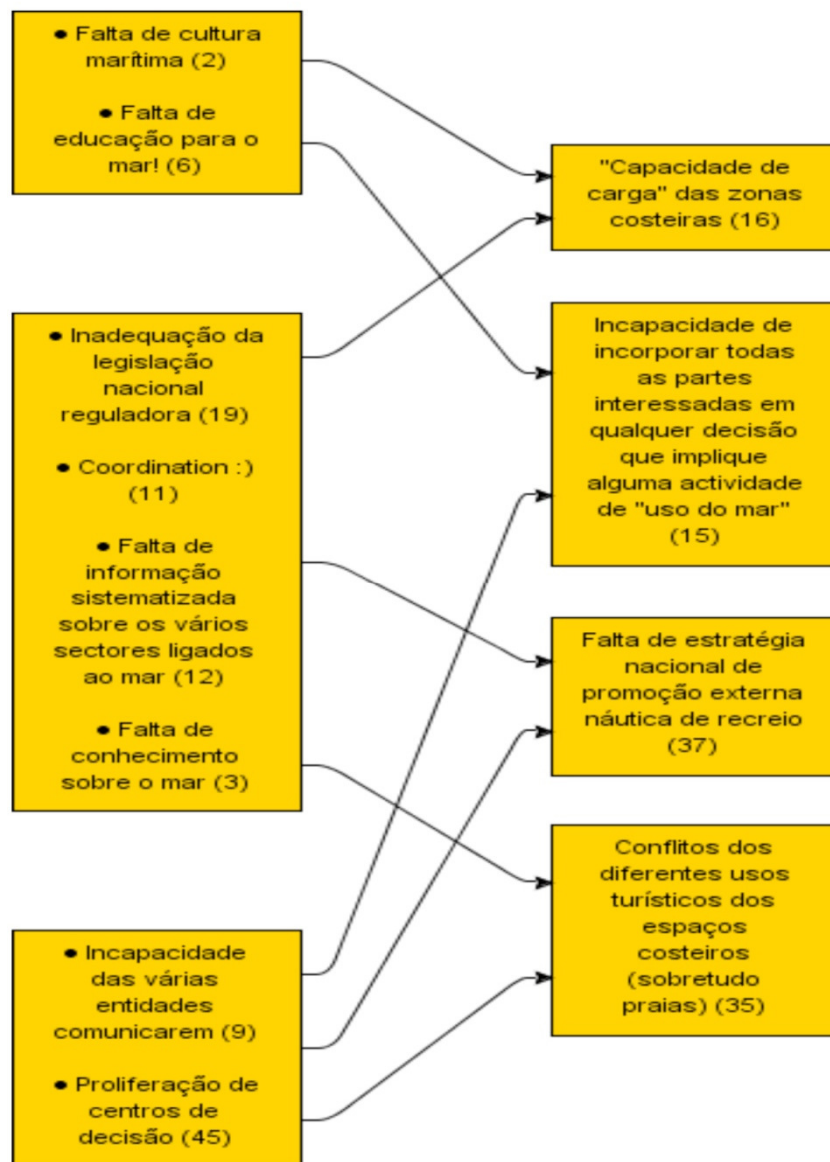 ● Falta de cultura
marítima (2)
● Falta de
educação para o
mar! (6)
● Inadequação da
legislação
nacional
reguladora (19)
● Coordination :)
(11)
● Falta de
informação
sistematizada
sobre os vários
sectores ligados
ao mar (12)
● Falta de
conhecimento
sobre o mar (3)
● Incapacidade
das várias
entidades
comunicarem (9)
● Proliferação de
centros de
decisão (45)
"Capacidade de
carga" das zonas
costeiras (16)
Incapacidade de
incorporar todas
as partes
interessadas em
qualquer decisão
que implique
alguma actividade
de "uso do mar"
(15)
Falta de estratégia
nacional de
promoção externa
náutica de recreio
(37)
Conflitos dos
diferentes usos
turísticos dos
espaços
costeiros
(sobretudo
praias) (35)